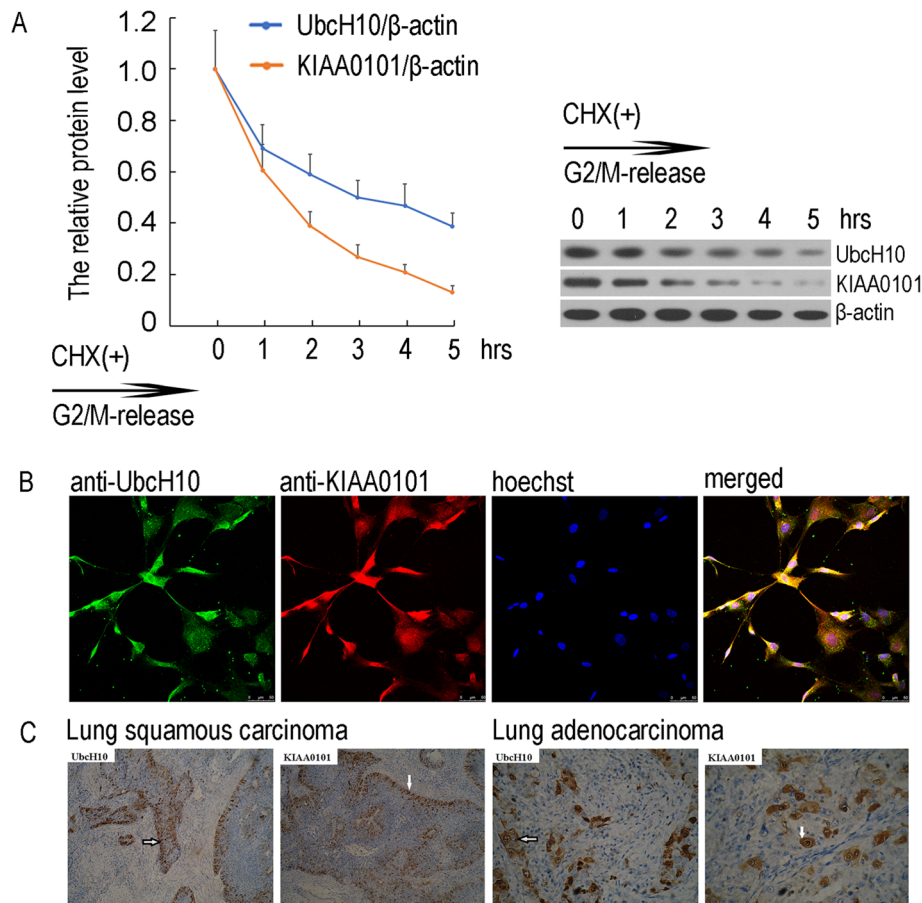 A
1.2
1.0
0.8
0.6
0.4
0.2
0
The relative protein level
UbcH10/β-actin
KIAA0101/β-actin
0 1 2 3 4 5 hrs
CHX(+)
G2/M-release
CHX(+)
G2/M-release
0 1 2 3 4 5 hrs
UbcH10
KIAA0101
β-actin
B
anti-UbcH10
anti-KIAA0101
hoechst
merged
C
Lung squamous carcinoma
Lung adenocarcinoma
UbcH10
KIAA0101
UbcH10
KIAA0101